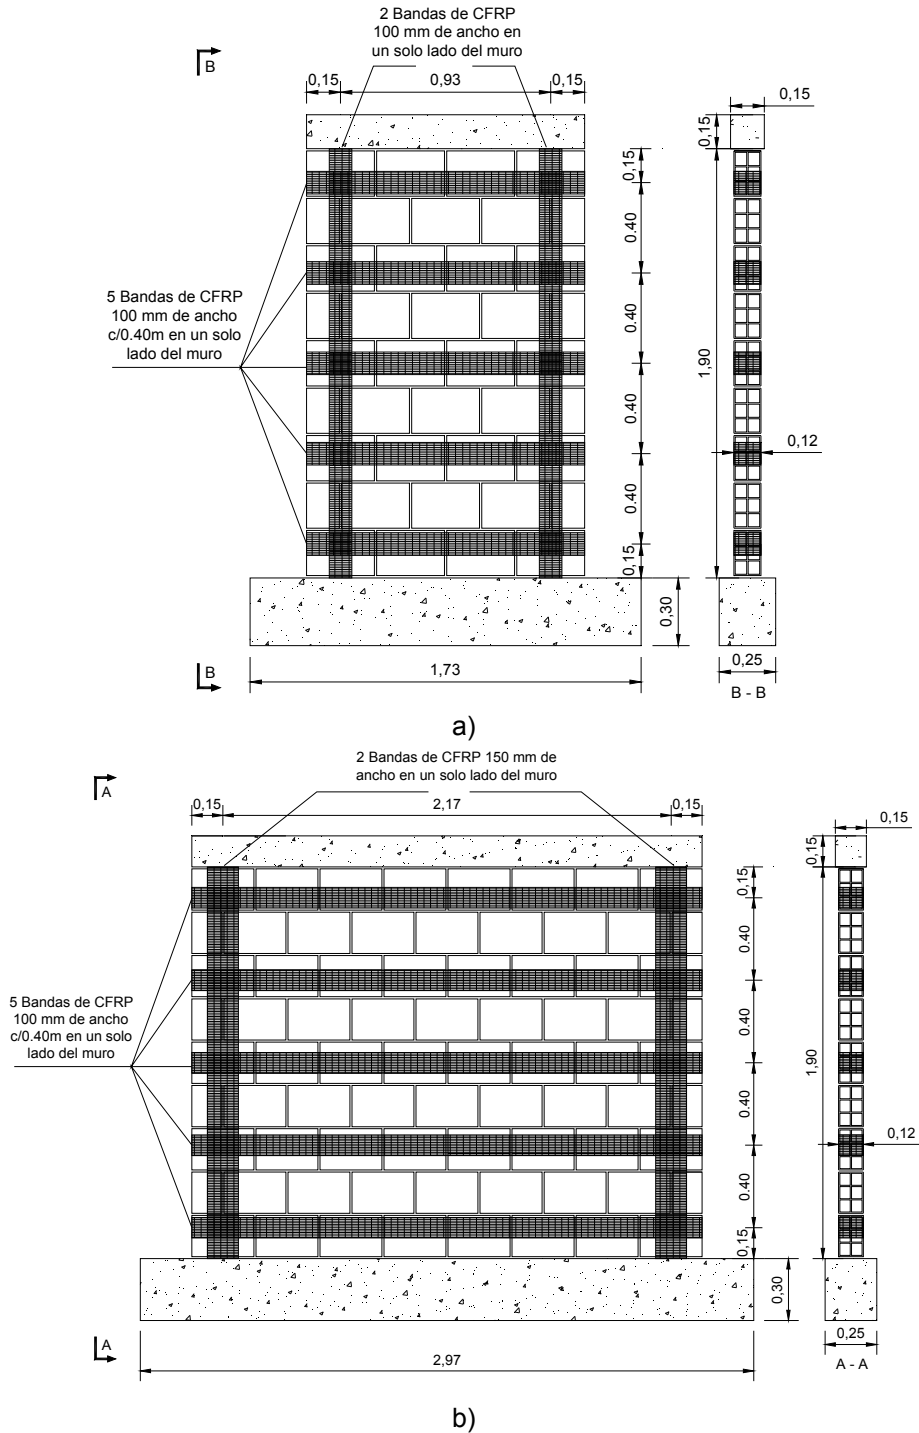 2 Bandas de CFRP
100 mm de ancho en
un solo lado del muro
B
0,15
0,93
0,15
0,15
0,15
0,15
0.40
0.40
5 Bandas de CFRP
100 mm de ancho
c/0.40m en un solo
lado del muro
0.40
1,90
0,12
0.40
0,15
0,30
B
1,73
0,25
B - B
a)
2 Bandas de CFRP 150 mm de
ancho en un solo lado del muro
A
0,15
2,17
0,15
0,15
0,15
0,15
0.40
0.40
5 Bandas de CFRP
100 mm de ancho
c/0.40m en un solo
lado del muro
0.40
1,90
0,12
0.40
0,15
0,30
A
2,97
0,25
A - A
b)